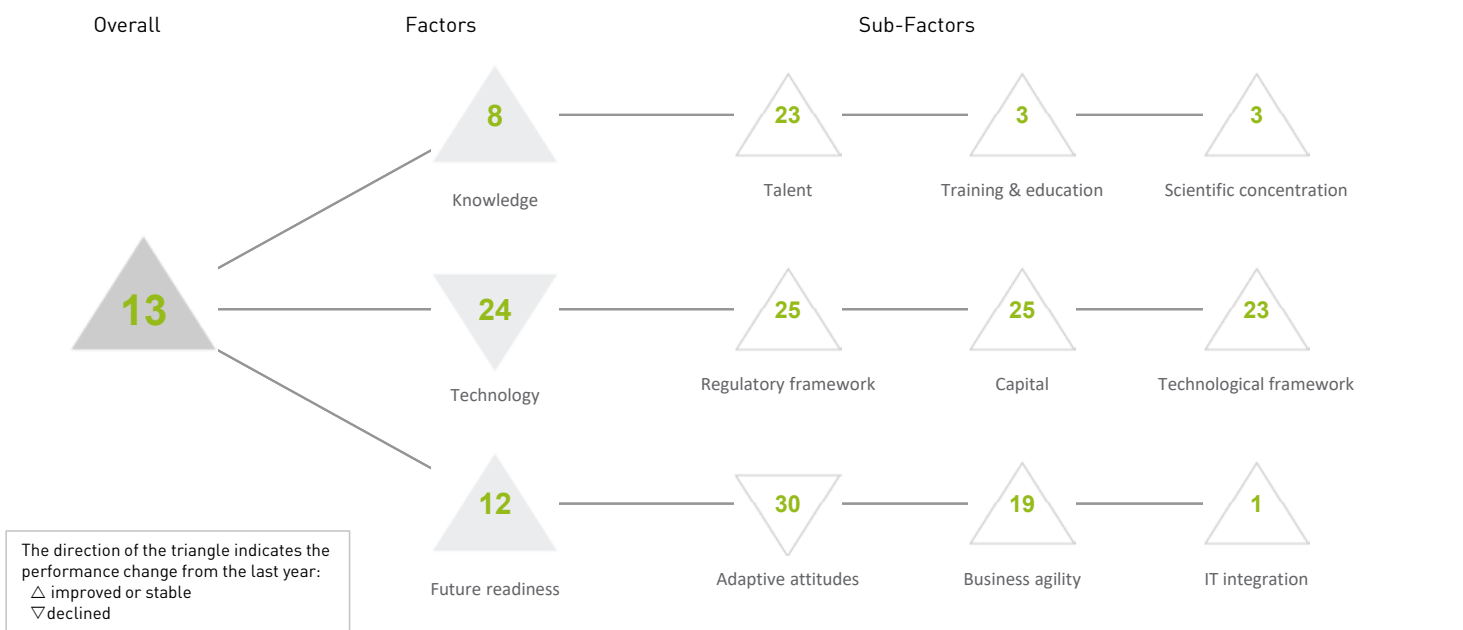 Overall Factors Sub-Factors
8 23 3 3
Knowledge Talent Training & education Scientific concentration
13 24 25 25 23
Technology Regulatory framework Capital Technological framework
12 30 19 1
Future readiness Adaptive attitudes Business agility IT integration
The direction of the triangle indicates the
performance change from the last year:
△ improved or stable
▽declined